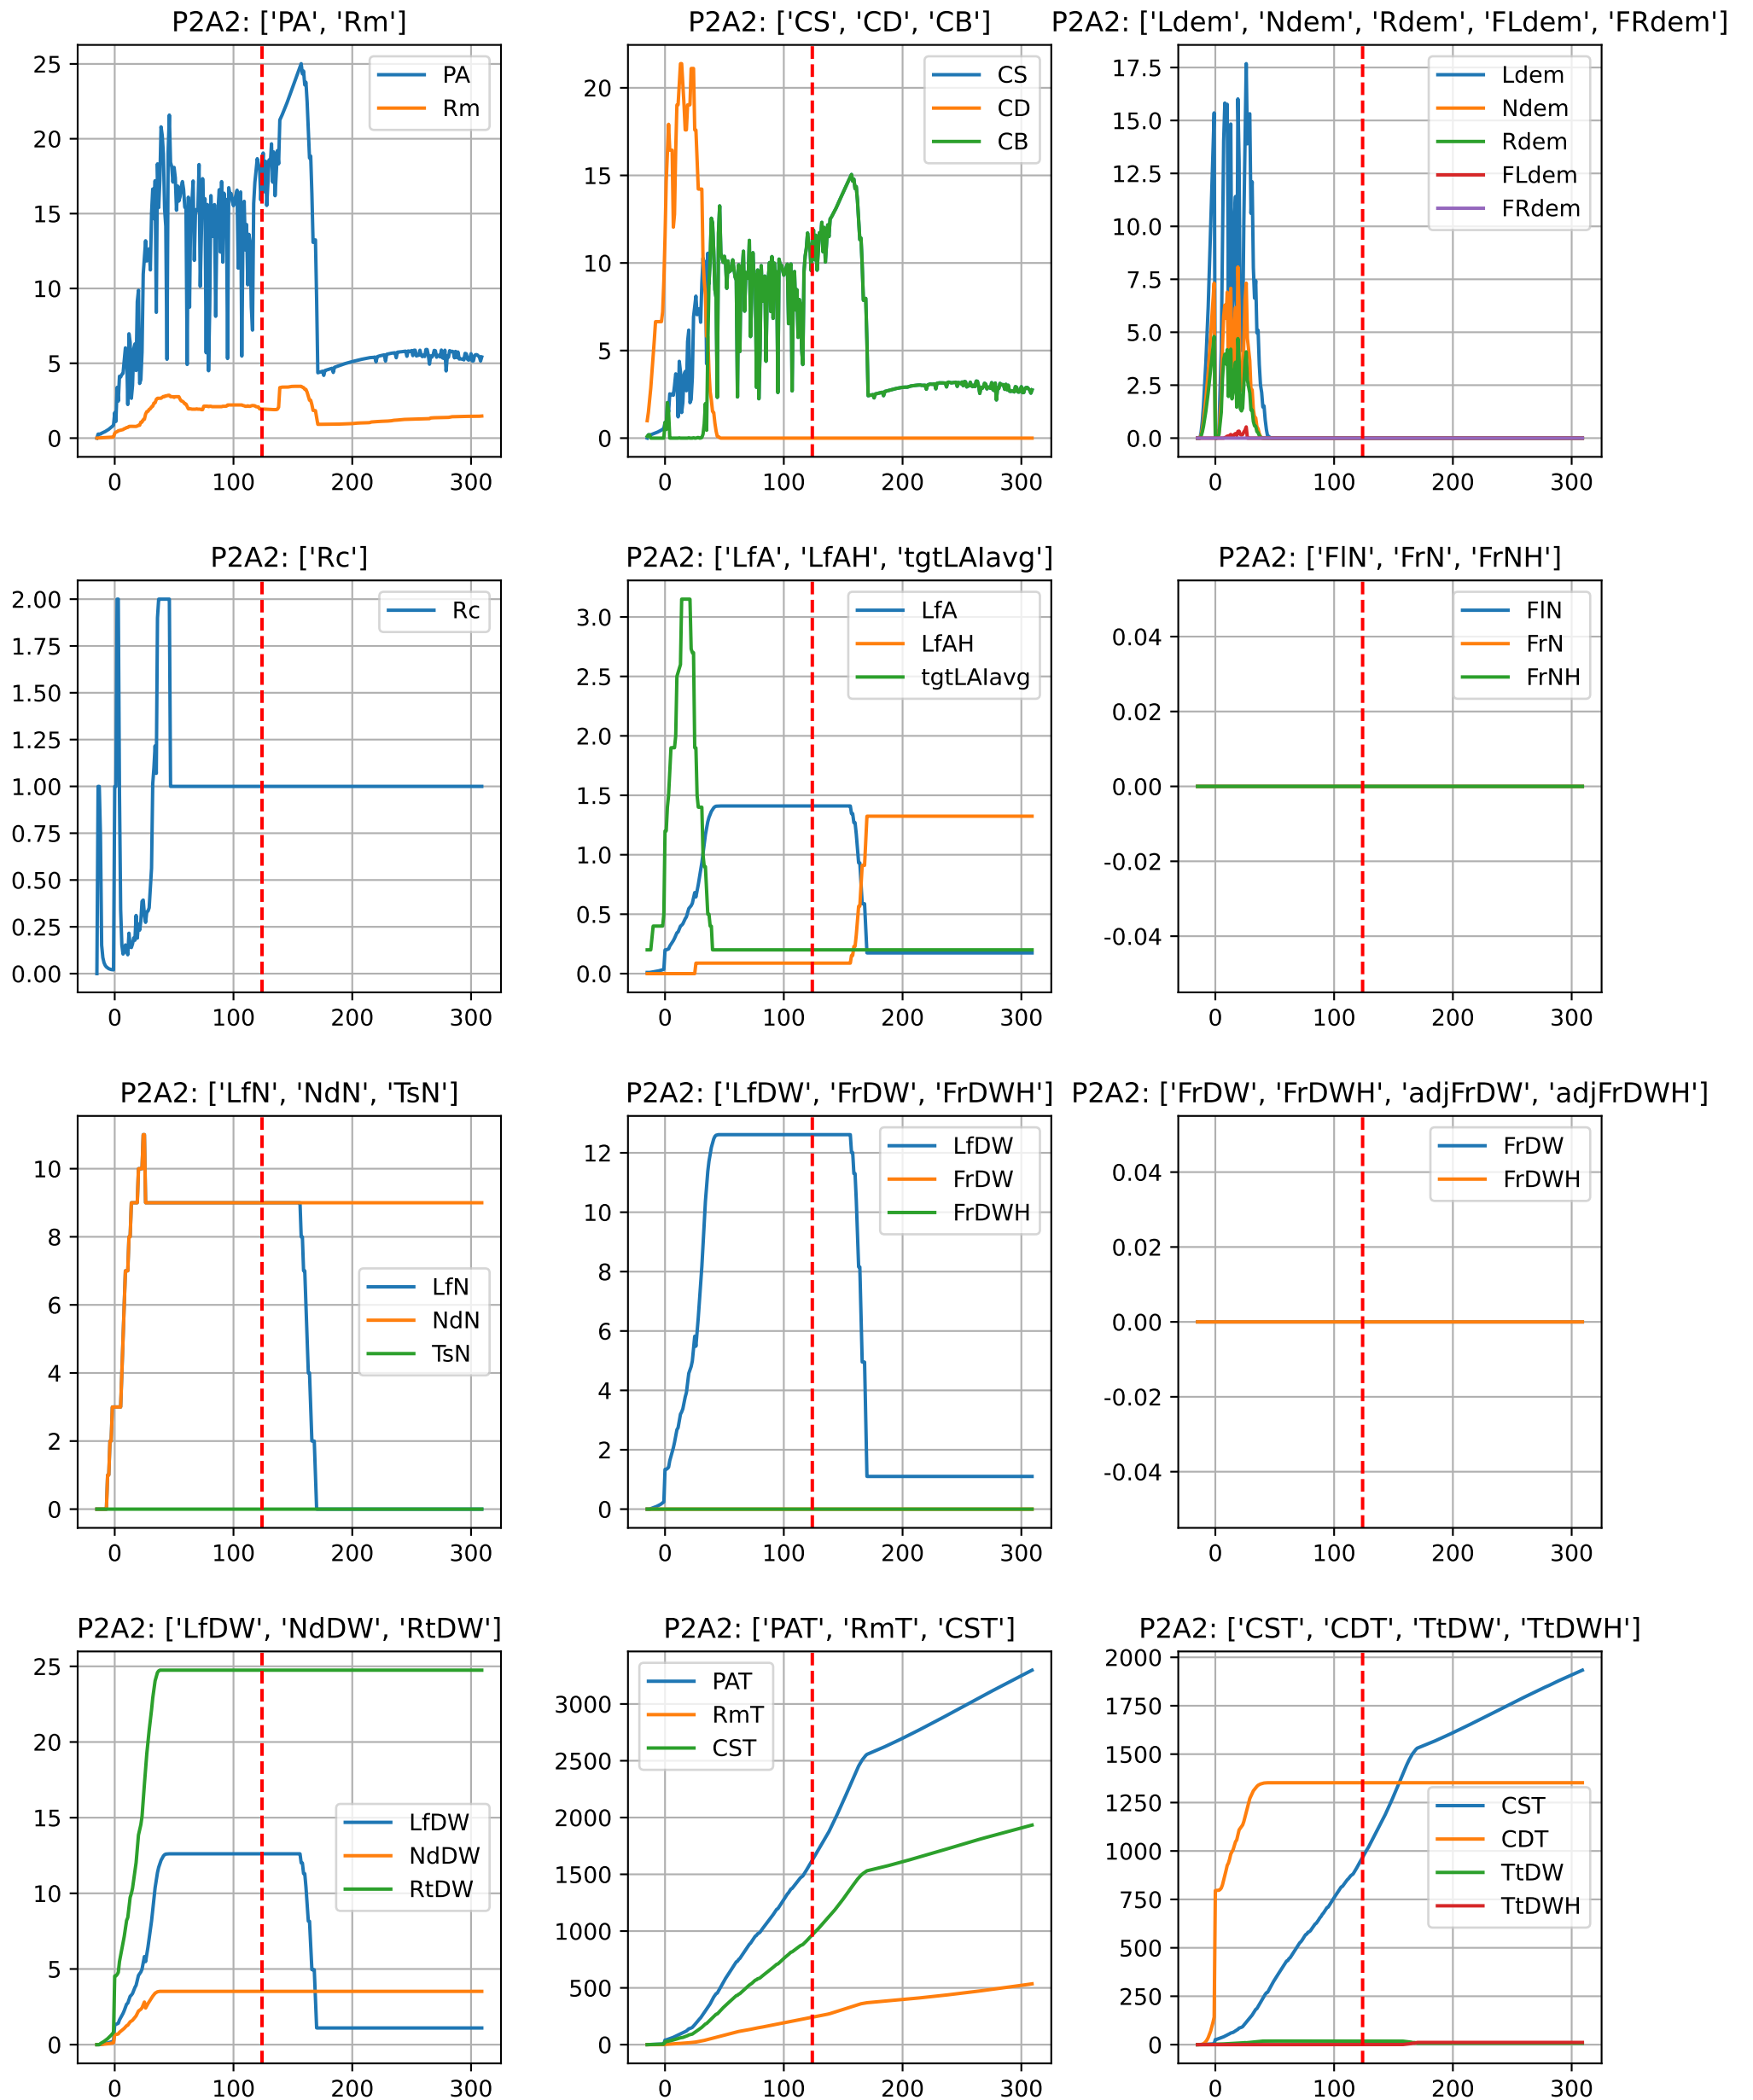 P2A2: ['PA', 'Rm']
25
20
15
10
5
0
0 100 200 300
PA
Rm
P2A2: ['CS', 'CD', 'CB']
20
15
10
5
0
0 100 200 300
CS
CD
CB
P2A2: ['Ldem', 'Ndem', 'Rdem', 'FLdem', 'FRdem']
17.5
15.0
12.5
10.0
7.5
5.0
2.5
0.0
0 100 200 300
Ldem
Ndem
Rdem
FLdem
FRdem
P2A2: ['Rc']
2.00
1.75
1.50
1.25
1.00
0.75
0.50
0.25
0.00
0 100 200 300
Rc
P2A2: ['LfA', 'LfAH', 'tgtLAIavg']
3.0
2.5
2.0
1.5
1.0
0.5
0.0
0 100 200 300
LfA
LfAH
tgtLAIavg
P2A2: ['FlN', 'FrN', 'FrNH']
0.04
0.02
0.00
-0.02
-0.04
0 100 200 300
FlN
FrN
FrNH
P2A2: ['LfN', 'NdN', 'TsN']
10
8
6
4
2
0
0 100 200 300
LfN
NdN
TsN
P2A2: ['LfDW', 'FrDW', 'FrDWH']
12
10
8
6
4
2
0
0 100 200 300
LfDW
FrDW
FrDWH
P2A2: ['FrDW', 'FrDWH', 'adjFrDW', 'adjFrDWH']
0.04
0.02
0.00
-0.02
-0.04
0 100 200 300
FrDW
FrDWH
P2A2: ['LfDW', 'NdDW', 'RtDW']
25
20
15
10
5
0
0 100 200 300
LfDW
NdDW
RtDW
P2A2: ['PAT', 'RmT', 'CST']
3000
2500
2000
1500
1000
500
0
0 100 200 300
PAT
RmT
CST
P2A2: ['CST', 'CDT', 'TtDW', 'TtDWH']
2000
1750
1500
1250
1000
750
500
250
0
0 100 200 300
CST
CDT
TtDW
TtDWH